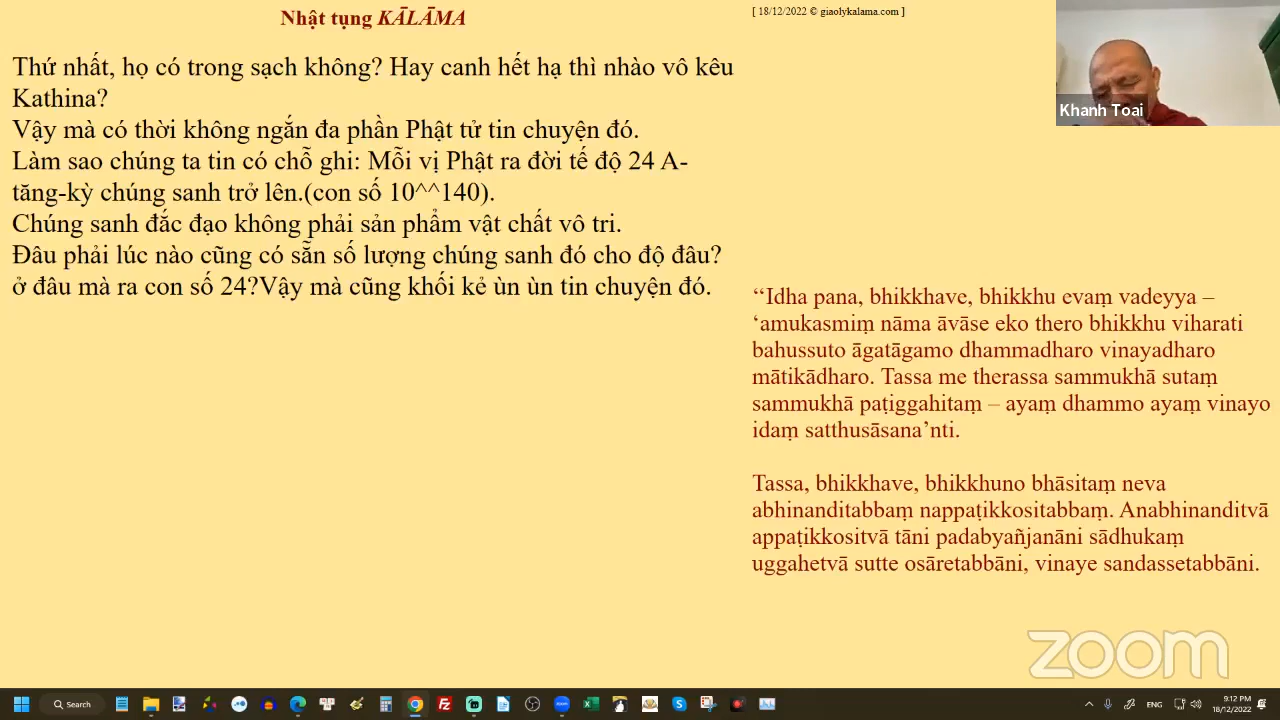 Nhật tụng KĀLĀMA
[ 18/12/2022 © giaolykalama.com ]
Thứ nhất, họ có trong sạch không? Hay canh hết hạ thì nhào vô kêu
Kathina?
Vậy mà có thời không ngắn đa phần Phật tử tin chuyện đó.
Làm sao chúng ta tin có chỗ ghi: Mỗi vị Phật ra đời tế độ 24 A-
tăng-kỳ chúng sanh trở lên.(con số 10^^140).
Chúng sanh đắc đạo không phải sản phẩm vật chất vô tri.
Đâu phải lúc nào cũng có sẵn số lượng chúng sanh đó cho độ đâu?
ở đâu mà ra con số 24?Vậy mà cũng khối kẻ ùn ùn tin chuyện đó.
Khanh Toai
“Idha pana, bhikkhave, bhikkhu evaṃ vadeyya –
‘amukasmiṃ nāma āvāse eko thero bhikkhu viharati
bahussuto āgatāgamo dhammadharo vinayadharo
mātikādharo. Tassa me therassa sammukhā sutaṃ
sammukhā paṭiggahitaṃ – ayaṃ dhammo ayaṃ vinayo
idaṃ satthusāsana’nti.
Tassa, bhikkhave, bhikkhuno bhāsitaṃ neva
abhinanditabbaṃ nappaṭikkositabbaṃ. Anabhinanditvā
appaṭikkositvā tāni padabyañjanāni sādhukaṃ
uggahetvā sutte osāretabbāni, vinaye sandassetabbāni.
zoom
Search
ENG
9:12 PM
18/12/2022